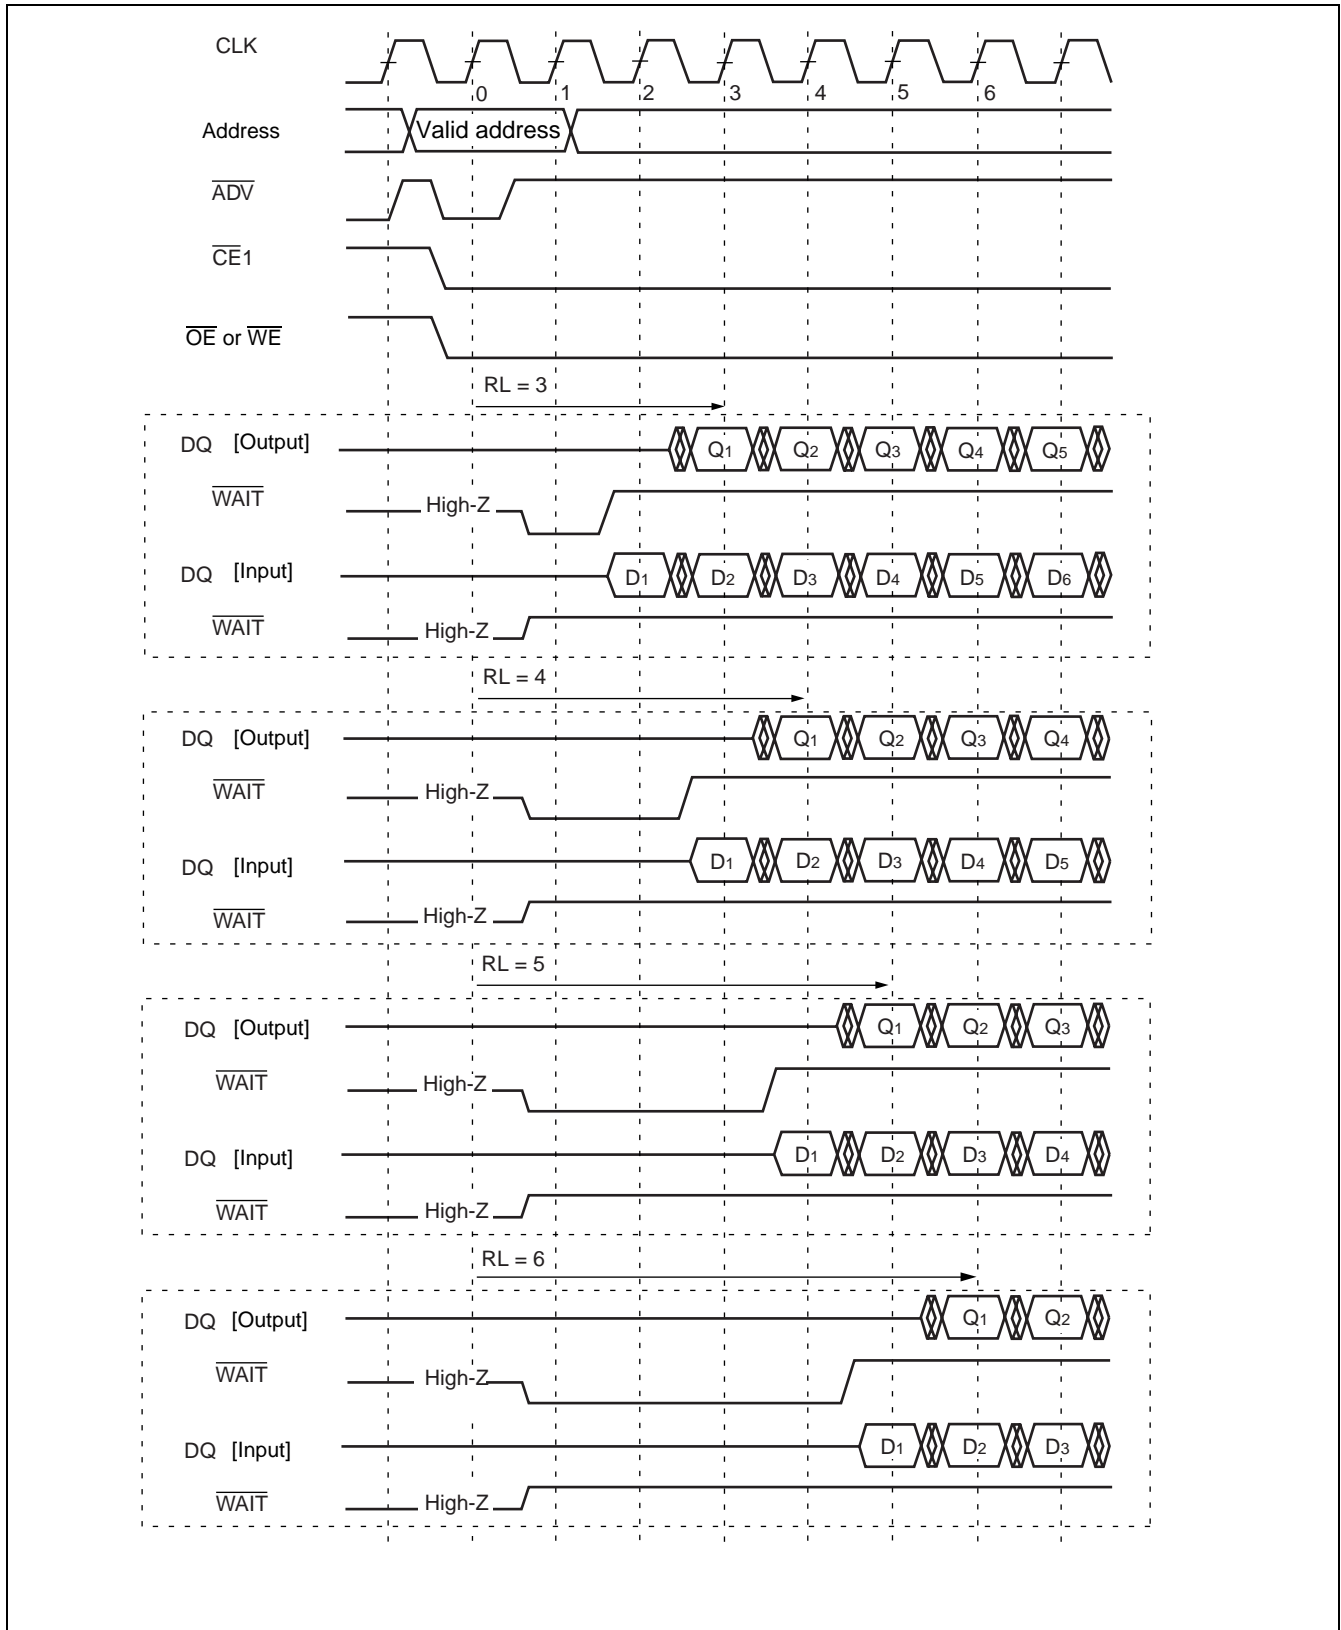 CLK
0 1 2 3 4 5 6
Address Valid address
ADV
CE1
OE or WE
RL = 3
DQ [Output] Q1 Q2 Q3 Q4 Q5
WAIT High-Z
DQ [Input] D1 D2 D3 D4 D5 D6
WAIT High-Z
RL = 4
DQ [Output] Q1 Q2 Q3 Q4
WAIT High-Z
DQ [Input] D1 D2 D3 D4 D5
WAIT High-Z
RL = 5
DQ [Output] Q1 Q2 Q3
WAIT High-Z
DQ [Input] D1 D2 D3 D4
WAIT High-Z
RL = 6
DQ [Output] Q1 Q2
WAIT High-Z
DQ [Input] D1 D2 D3
WAIT High-Z